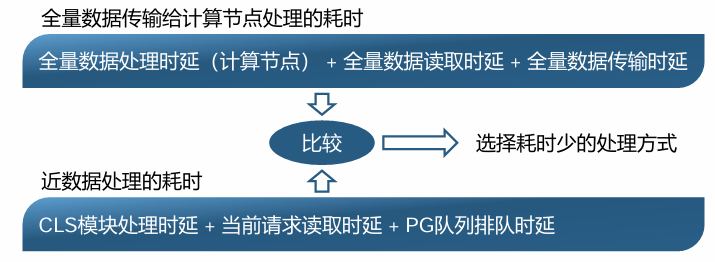 全量数据传输给计算节点处理的耗时
全量数据处理时延（计算节点） + 全量数据读取时延 + 全量数据传输时延
比较
选择耗时少的处理方式
近数据处理的耗时
CLS模块处理时延 + 当前请求读取时延 + PG队列排队时延